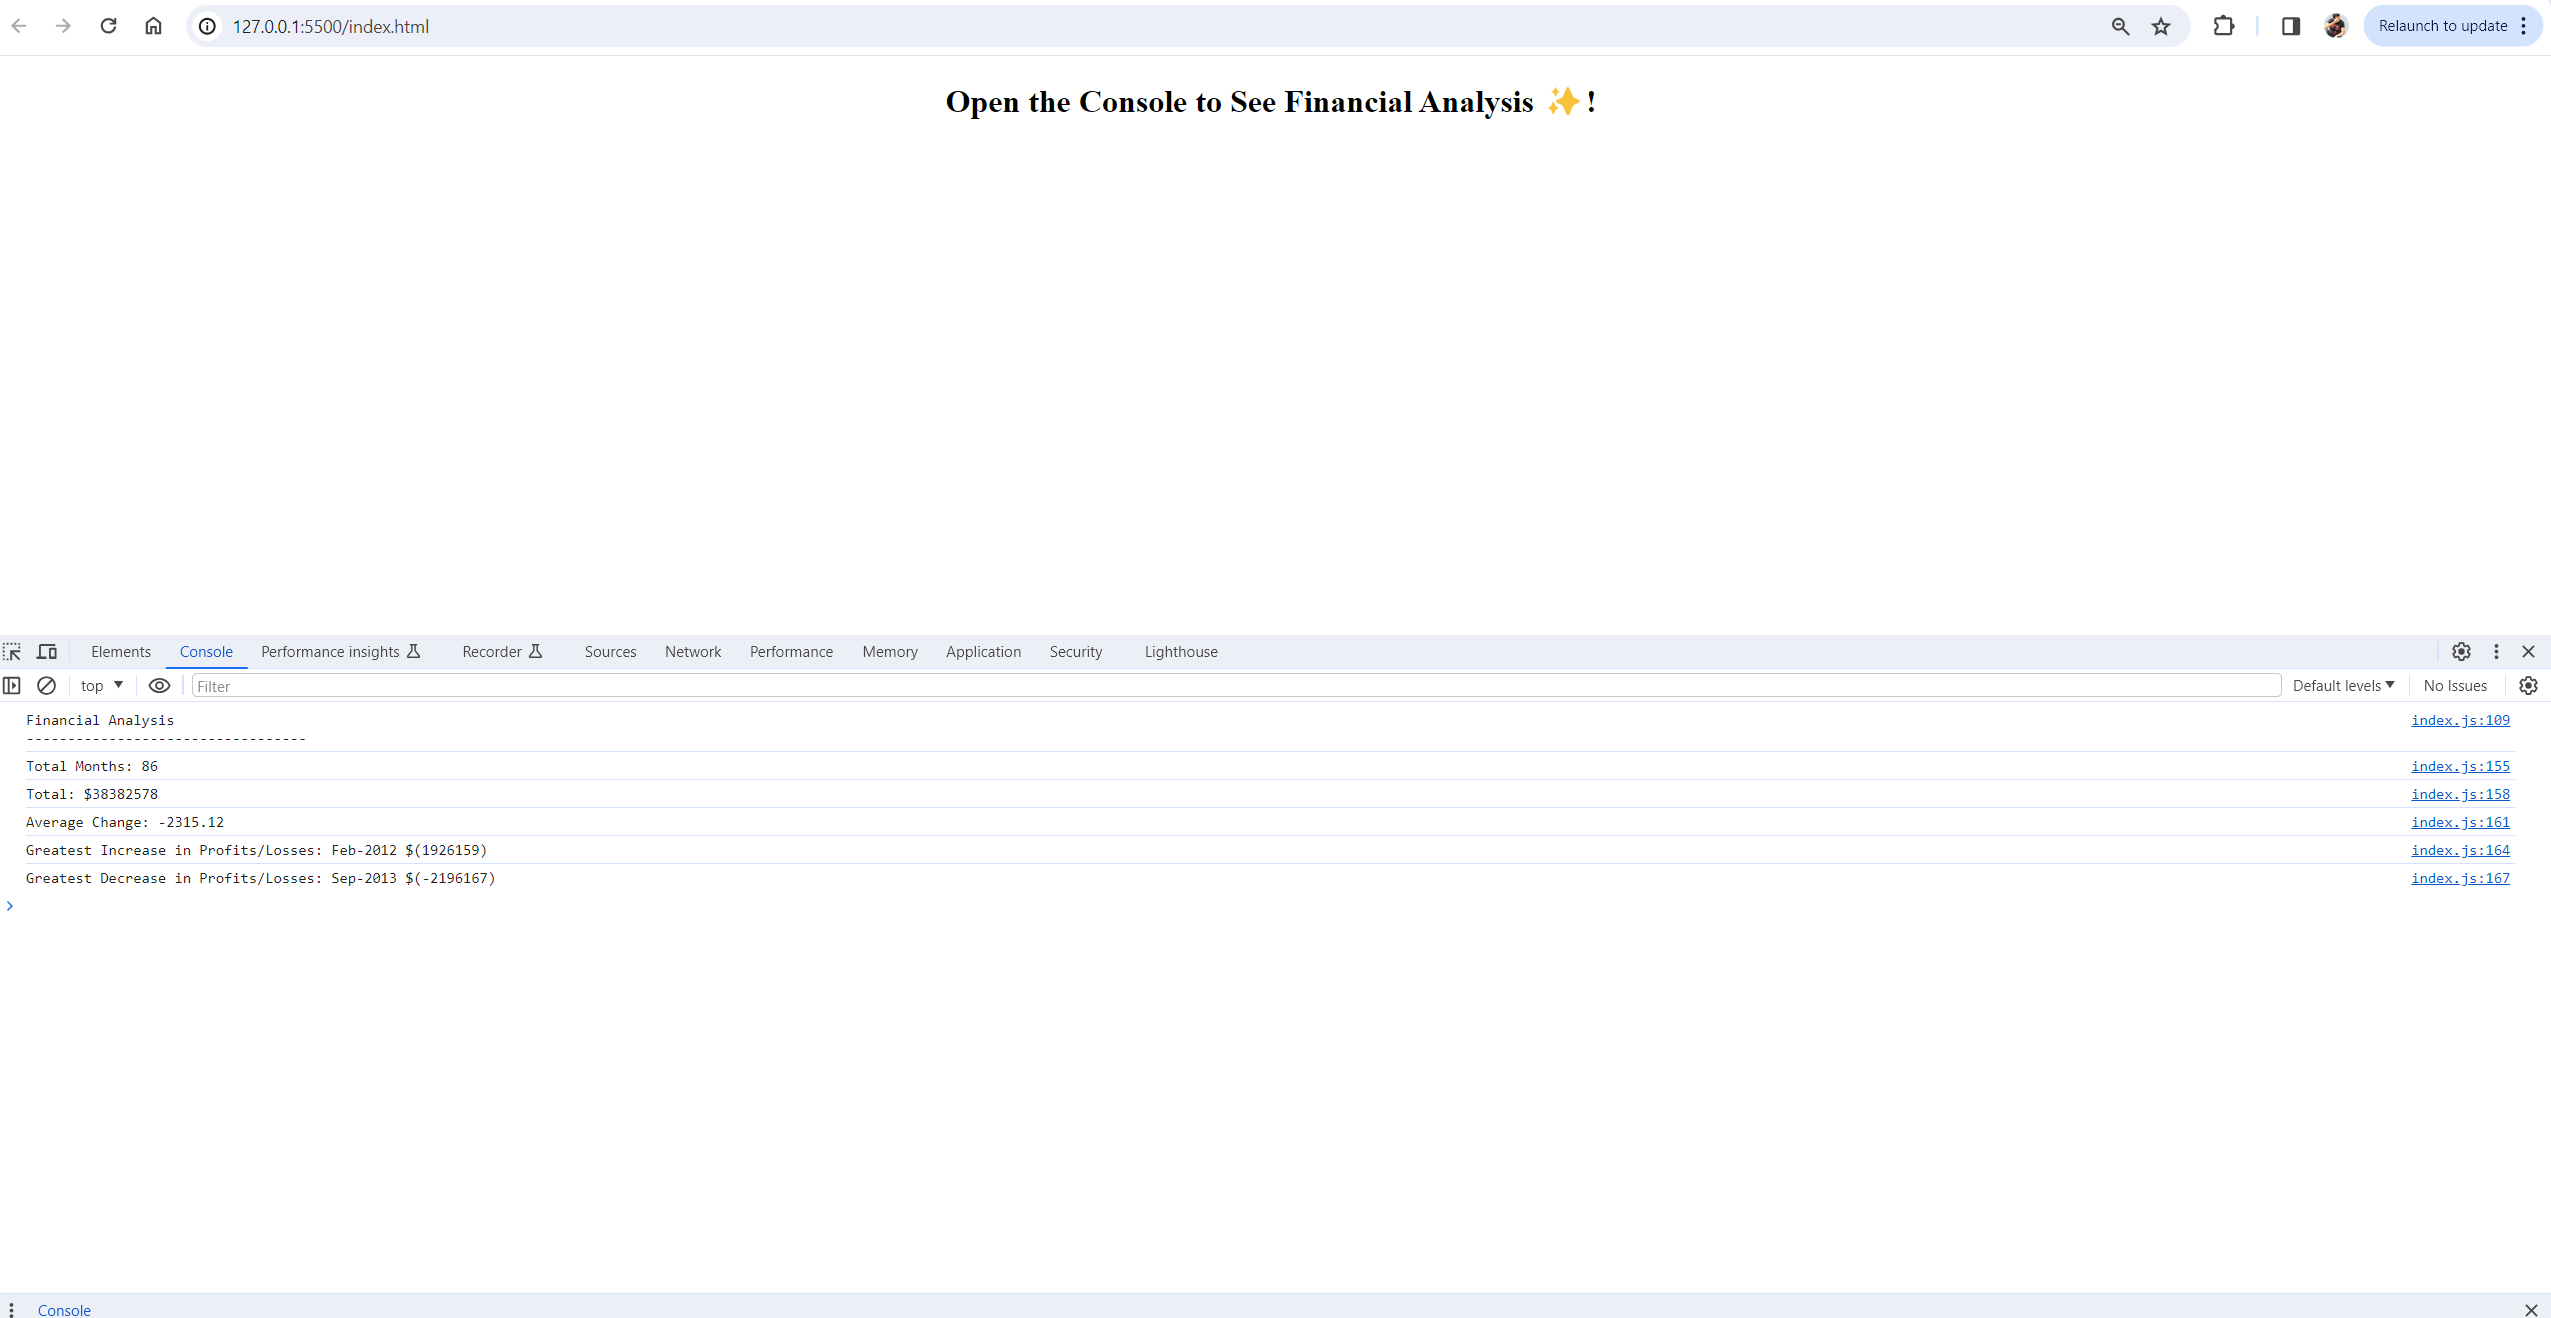 127.0.0.1:5500/index.html
Relaunch to update
Open the Console to See Financial Analysis ✨!
Elements Console Performance insights Recorder Sources Network Performance Memory Application Security Lighthouse
top Filter Default levels No Issues
Financial Analysis index.js:109
----------------------------------
Total Months: 86 index.js:155
Total: $38382578 index.js:158
Average Change: -2315.12 index.js:161
Greatest Increase in Profits/Losses: Feb-2012 $(1926159) index.js:164
Greatest Decrease in Profits/Losses: Sep-2013 $(-2196167) index.js:167
Console